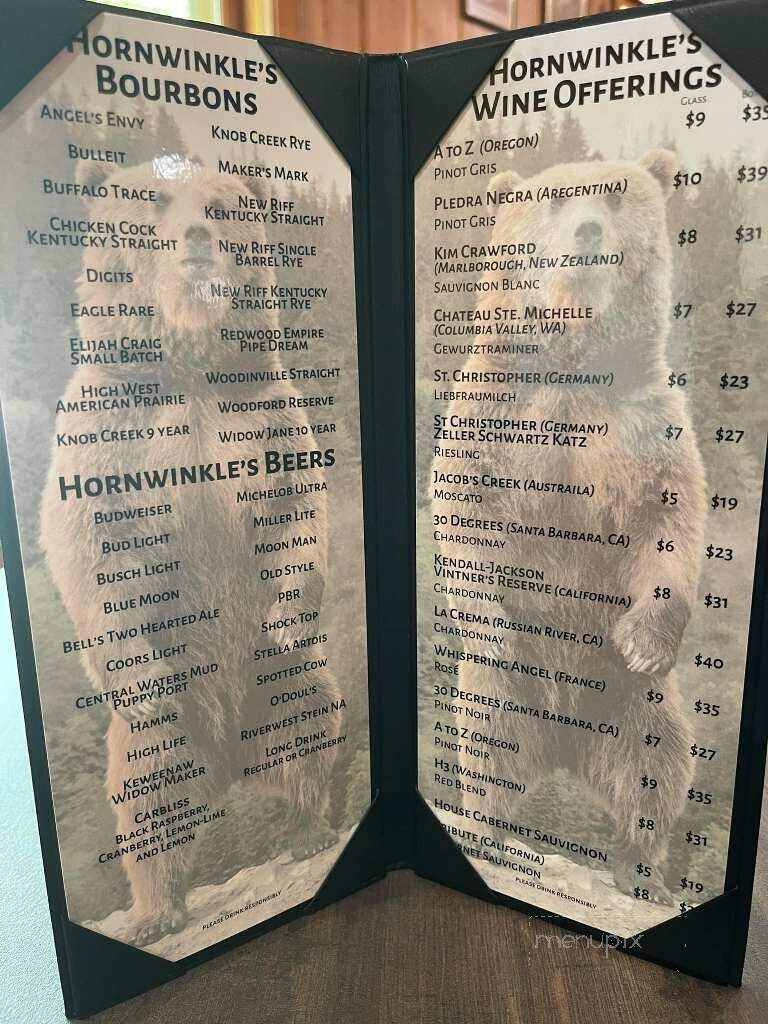 HORNWINKLE'S
BOURBONS
ANGEL'S ENVY
BULLEIT
BUFFALO TRACE
CHICKEN COCK
KENTUCKY STRAIGHT
DIGITS
EAGLE RARE
ELIJAH CRAIG
SMALL BATCH
HIGH WEST
AMERICAN PRAIRIE
KNOB CREEK 9 YEAR
KNOB CREEK RYE
MAKER'S MARK
NEW RIFF
KENTUCKY STRAIGHT
NEW RIFF SINGLE
BARREL RYE
NEW RIFF KENTUCKY
STRAIGHT RYE
REDWOOD EMPIRE
PIPE DREAM
WOODINVILLE STRAIGHT
WOODFORD RESERVE
WIDOW JANE 10 YEAR
HORNWINKLE'S BEERS
BUDWEISER
BUD LIGHT
BUSCH LIGHT
BLUE MOON
BELL'S TWO HEARTED ALE
COORS LIGHT
CENTRAL WATERS MUD
PUPPY PORT
HAMMS
HIGH LIFE
KEWEENAW
WIDOW MAKER
CARBLISS
BLACK RASPBERRY,
CRANBERRY, LEMON-LIME
AND LEMON
MICHELOB ULTRA
MILLER LITE
MOON MAN
OLD STYLE
PBR
SHOCK TOP
STELLA ARTOIS
SPOTTED COW
O'DOUL'S
RIVERWEST STEIN NA
LONG DRINK
REGULAR OR CRANBERRY
PLEASE DRINK RESPONSIBLY
HORNWINKLE'S
WINE OFFERINGS
GLASS
A TO Z (OREGON) $9 $35
PINOT GRIS
PLEDRA NEGRA (AREGENTINA) $10 $39
PINOT GRIS
KIM CRAWFORD $8 $31
(MARLBOROUGH, NEW ZEALAND)
SAUVIGNON BLANC
CHATEAU STE. MICHELLE $7 $27
(COLUMBIA VALLEY, WA)
GEWURZTRAMINER
ST. CHRISTOPHER (GERMANY) $6 $23
LIEBFRAUMILCH
ST CHRISTOPHER (GERMANY) $7 $27
ZELLER SCHWARTZ KATZ
RIESLING
JACOB'S CREEK (AUSTRAILA) $5 $19
MOSCATO
30 DEGREES (SANTA BARBARA, CA) $6 $23
CHARDONNAY
KENDALL-JACKSON
VINTNER'S RESERVE (CALIFORNIA) $8 $31
CHARDONNAY
LA CREMA (RUSSIAN RIVER, CA) $40
CHARDONNAY
WHISPERING ANGEL (FRANCE) $9 $35
ROSÉ
30 DEGREES (SANTA BARBARA, CA) $7 $27
PINOT NOIR
A TO Z (OREGON) $9 $35
PINOT NOIR
H3 (WASHINGTON) $8 $31
RED BLEND
HOUSE CABERNET SAUVIGNON $5 $19
(CALIFORNIA) $8
SAUVIGNON
PLEASE DRINK RESPONSIBLY
menupix